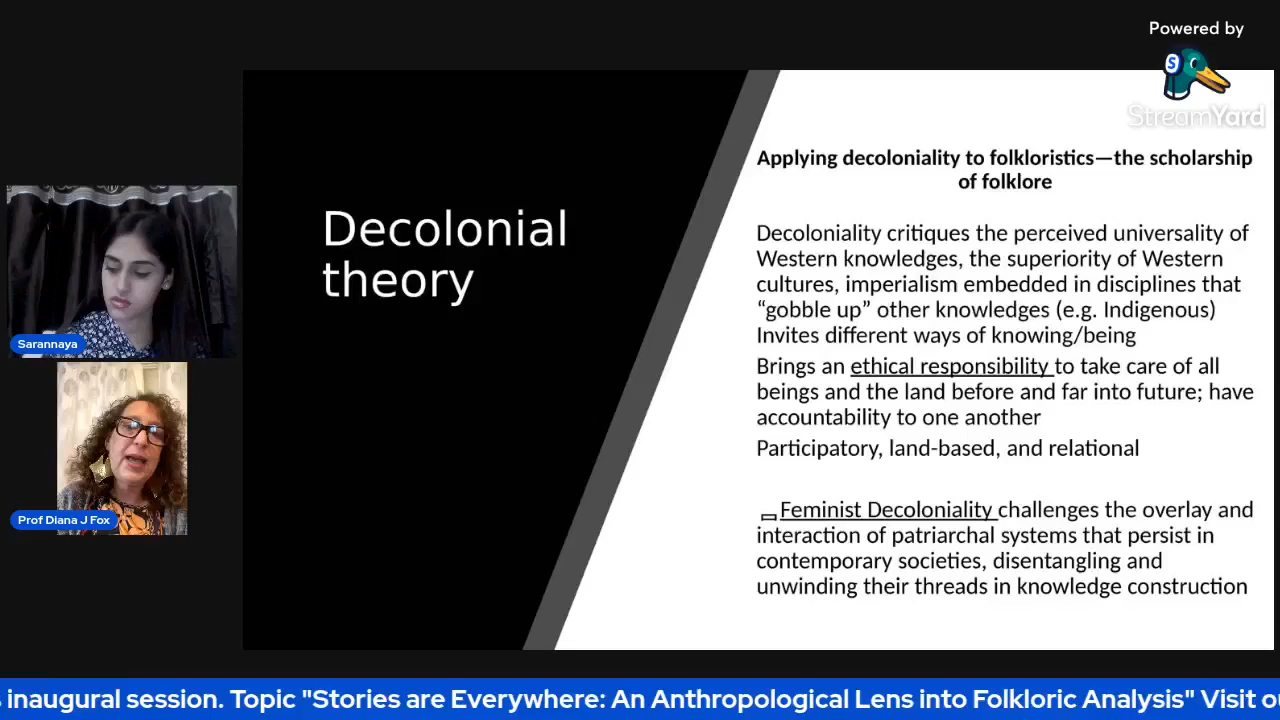 Powered by
StreamYard
S
Decolonial
theory
Applying decoloniality to folkloristics—the scholarship
of folklore
Decoloniality critiques the perceived universality of
Western knowledges, the superiority of Western
cultures, imperialism embedded in disciplines that
“gobble up” other knowledges (e.g. Indigenous)
Invites different ways of knowing/being
Brings an ethical responsibility to take care of all
beings and the land before and far into future; have
accountability to one another
Participatory, land-based, and relational
Feminist Decoloniality challenges the overlay and
interaction of patriarchal systems that persist in
contemporary societies, disentangling and
unwinding their threads in knowledge construction
Sarannaya
Prof Diana J Fox
inaugural session. Topic "Stories are Everywhere: An Anthropological Lens into Folkloric Analysis" Visit